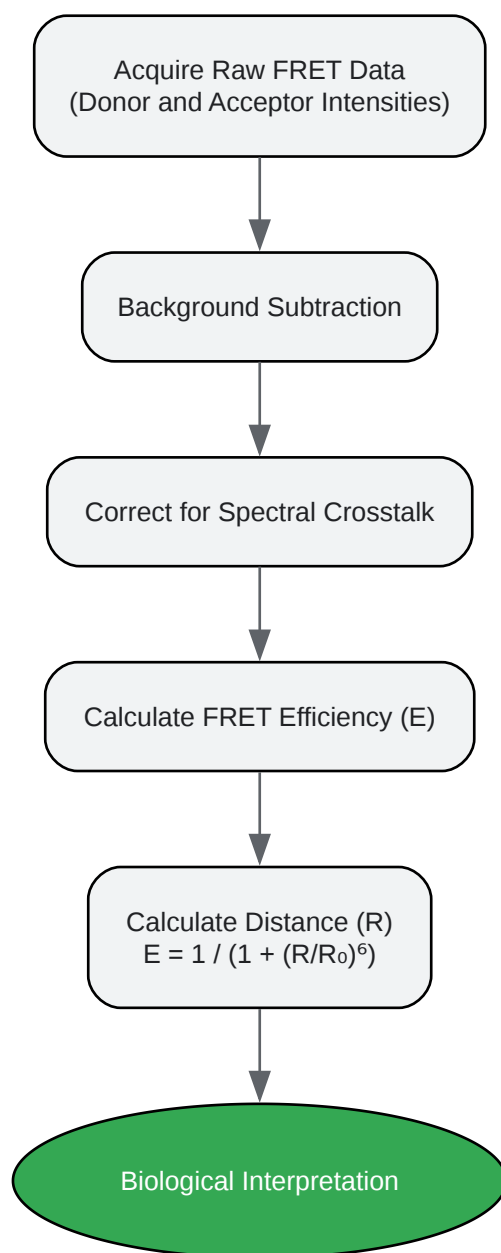 Acquire Raw FRET Data
(Donor and Acceptor Intensities)
Background Subtraction
Correct for Spectral Crosstalk
Calculate FRET Efficiency (E)
Calculate Distance (R)
E = 1 / (1 + (R/R₀)⁶)
Biological Interpretation